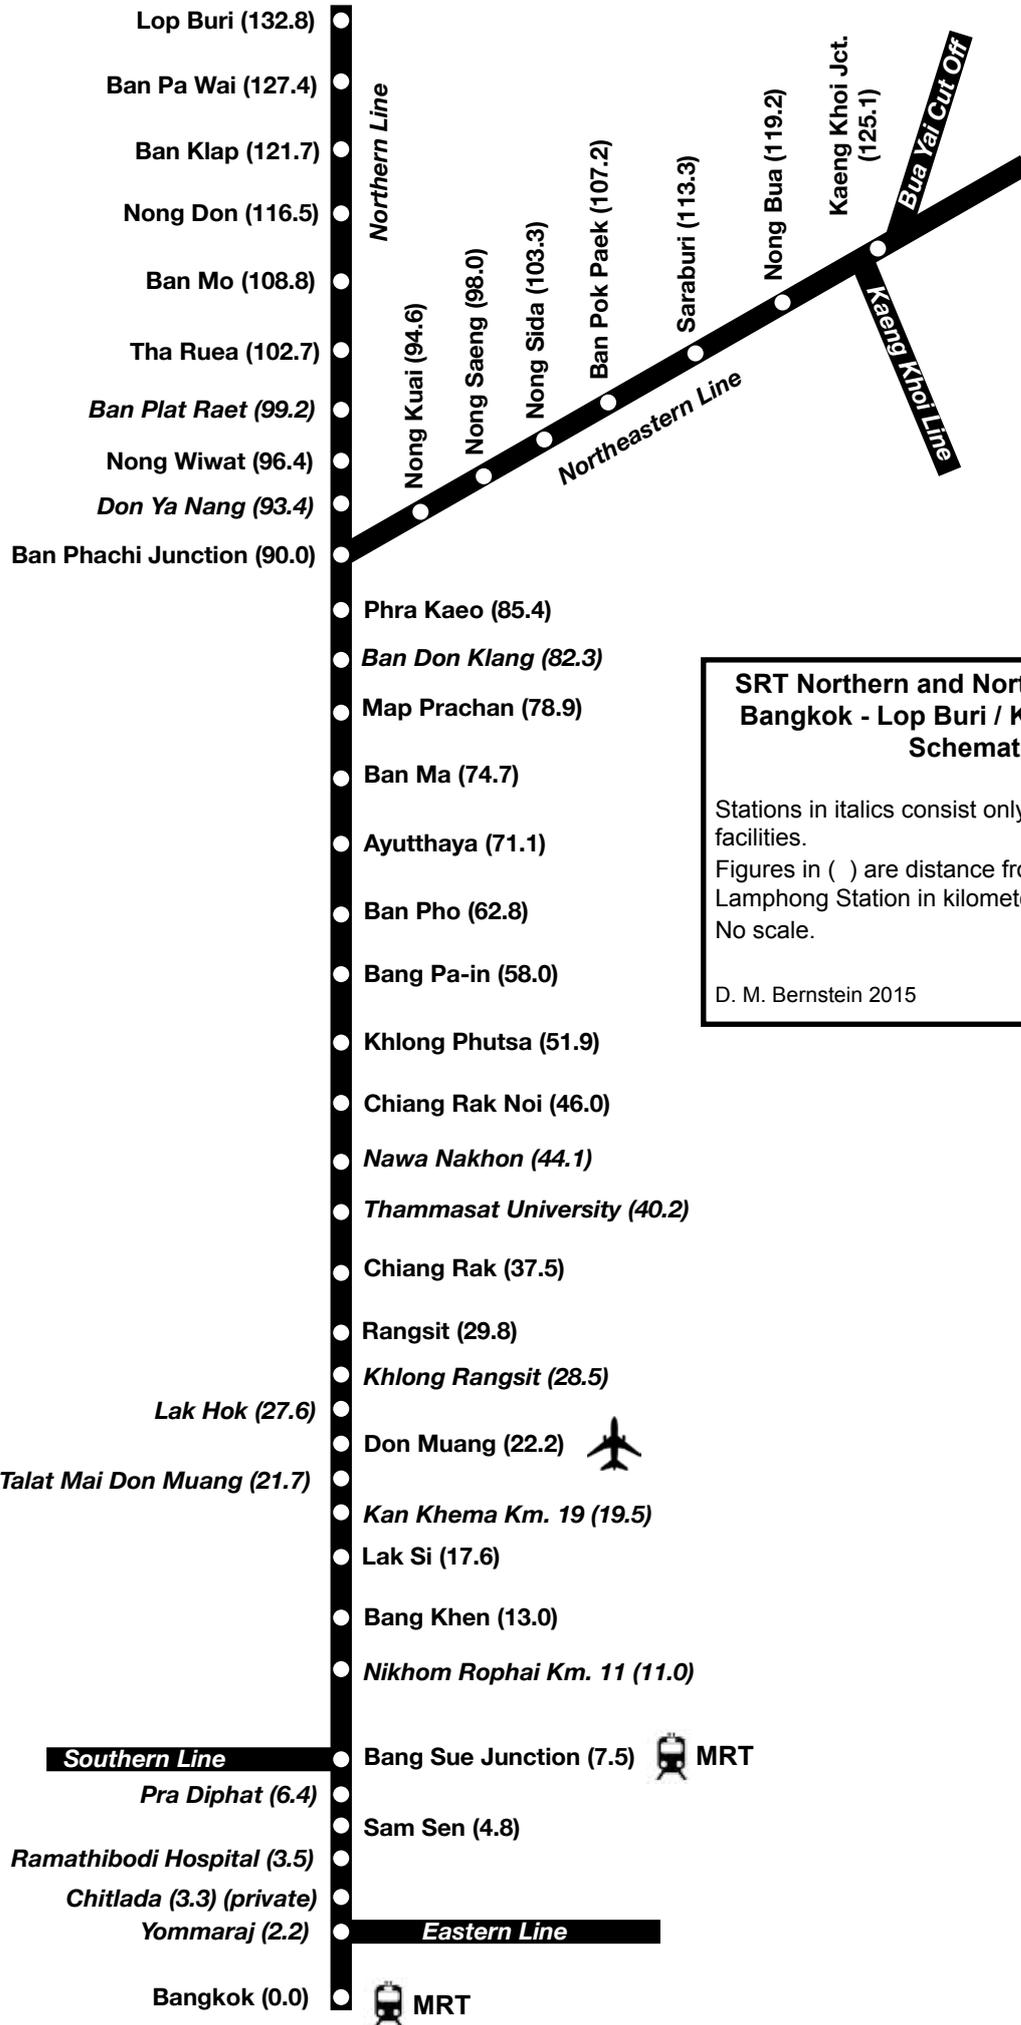 Lop Buri (132.8)
Ban Pa Wai (127.4)
Ban Klap (121.7)
Nong Don (116.5)
Ban Mo (108.8)
Tha Ruea (102.7)
Ban Plat Raet (99.2)
Nong Wiwat (96.4)
Don Ya Nang (93.4)
Ban Phachi Junction (90.0)
Northern Line
Nong Kuai (94.6)
Nong Saeng (98.0)
Nong Sida (103.3)
Ban Pok Paek (107.2)
Saraburi (113.3)
Nong Bua (119.2)
Kaeng Khoi Jct.
(125.1)
Bua Yai Cut Off
Kaeng Khoi Line
Northeastern Line
Phra Kaeo (85.4)
Ban Don Klang (82.3)
Map Prachan (78.9)
Ban Ma (74.7)
Ayutthaya (71.1)
Ban Pho (62.8)
Bang Pa-in (58.0)
Khlong Phutsa (51.9)
Chiang Rak Noi (46.0)
Nawa Nakhon (44.1)
Thammasat University (40.2)
Chiang Rak (37.5)
Rangsit (29.8)
Khlong Rangsit (28.5)
Lak Hok (27.6)
Don Muang (22.2)
Talat Mai Don Muang (21.7)
Kan Khema Km. 19 (19.5)
Lak Si (17.6)
Bang Khen (13.0)
Nikhom Rophai Km. 11 (11.0)
Southern Line
Bang Sue Junction (7.5) MRT
Pra Diphat (6.4)
Sam Sen (4.8)
Ramathibodi Hospital (3.5)
Chitlada (3.3) (private)
Yommaraj (2.2)
Eastern Line
Bangkok (0.0)
MRT
SRT Northern and Nort
Bangkok - Lop Buri / K
Schemat
Stations in italics consist only
facilities.
Figures in ( ) are distance fro
Lamphong Station in kilomete
No scale.
D. M. Bernstein 2015